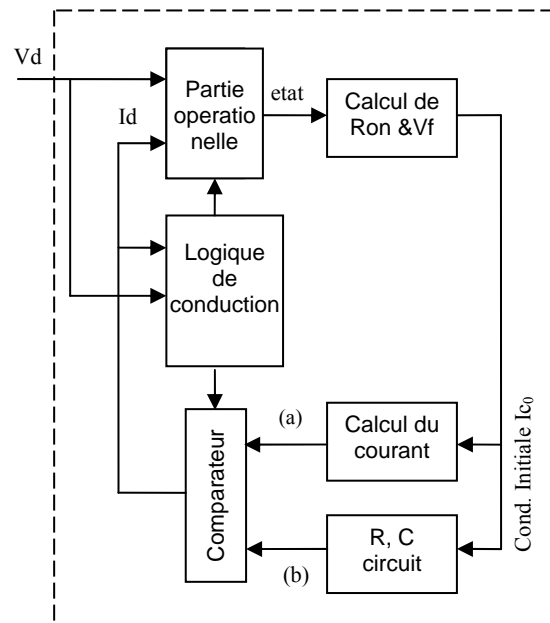 Vd
Id
Partie
operatio
nelle
etat
Calcul de
Ron &Vf
Logique
de
conduction
Comparateur
(a)
Calcul du
courant
(b)
R, C
circuit
Cond. Initiale Ic₀